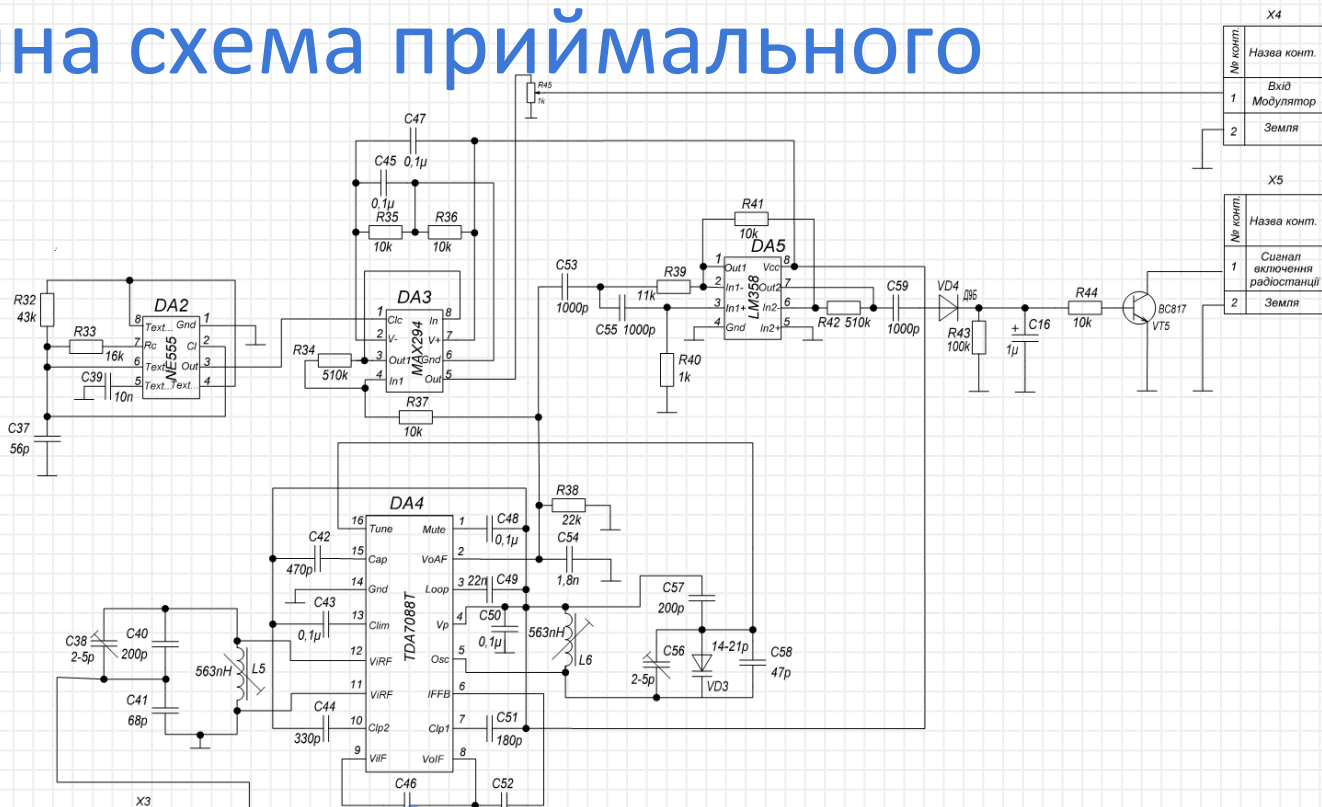 на схема приймального
X4
№ конт.
Назва конт.
1
Вхід
Модулятор
2
Земля
X5
№ конт.
Назва конт.
1
Сигнал
включення
радіостанції
2
Земля
R45
1k
C47
0,1µ
C45
0,1µ
R35
10k
R36
10k
DA3
MAX294
1
Clc
2
V-
3
Out1
4
In1
In
8
V+
7
Gnd
6
Out
5
R34
510k
R37
10k
DA2
NE555
8
Text...
7
Rc
6
Text...
5
Text...
Gnd
1
Cl
2
Out
3
Text...
4
R32
43k
R33
16k
C39
10n
C37
56p
C53
1000p
C55
1000p
R39
11k
R40
1k
R41
10k
DA5
LM358
1
Out1
2
In1-
3
In1+
4
Gnd
Vcc
8
Out2
7
In2-
6
In2+
5
R42
510k
C59
1000p
VD4
Д9Б
R43
100k
+
C16
1µ
R44
10k
BC817
VT5
DA4
TDA7088T
16
Tune
15
Cap
14
Gnd
13
Clim
12
ViRF
11
ViRF
10
Clp2
9
ViIF
Mute
1
VoAF
2
Loop
3
Vp
4
Osc
5
IFFB
6
Clp1
7
VoIF
8
C42
470p
C43
0,1µ
C44
330p
C46
C52
C48
0,1µ
C49
22n
C50
0,1µ
C51
180p
R38
22k
C54
1,8n
563nH
L6
C57
200p
C56
2-5p
14-21p
VD3
C58
47p
C38
2-5p
C40
200p
C41
68p
563nH
L5
X3